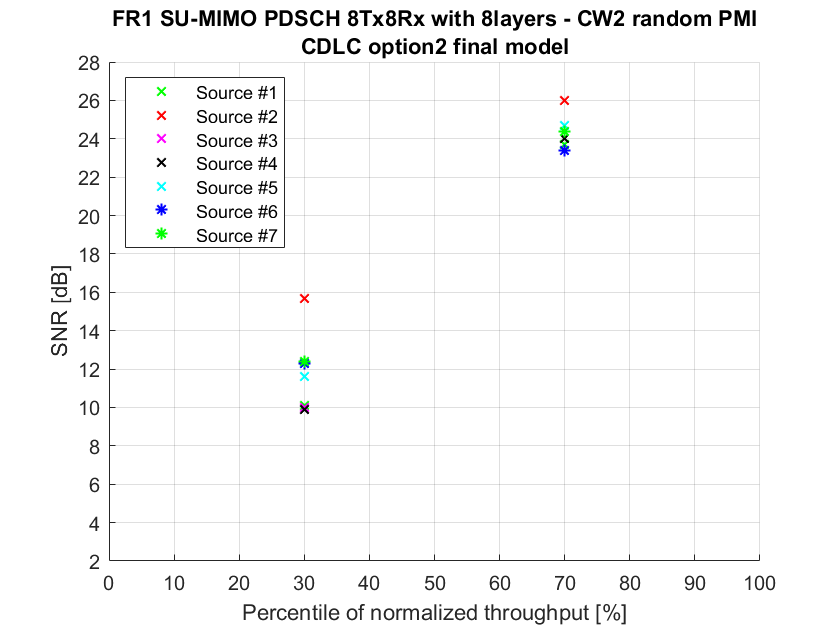 FR1 SU-MIMO PDSCH 8Tx8Rx with 8layers - CW2 random PMI
CDLC option2 final model
28
26
24
22
20
18
16
14
12
10
8
6
4
2
SNR [dB]
Source #1
Source #2
Source #3
Source #4
Source #5
Source #6
Source #7
0 10 20 30 40 50 60 70 80 90 100
Percentile of normalized throughput [%]